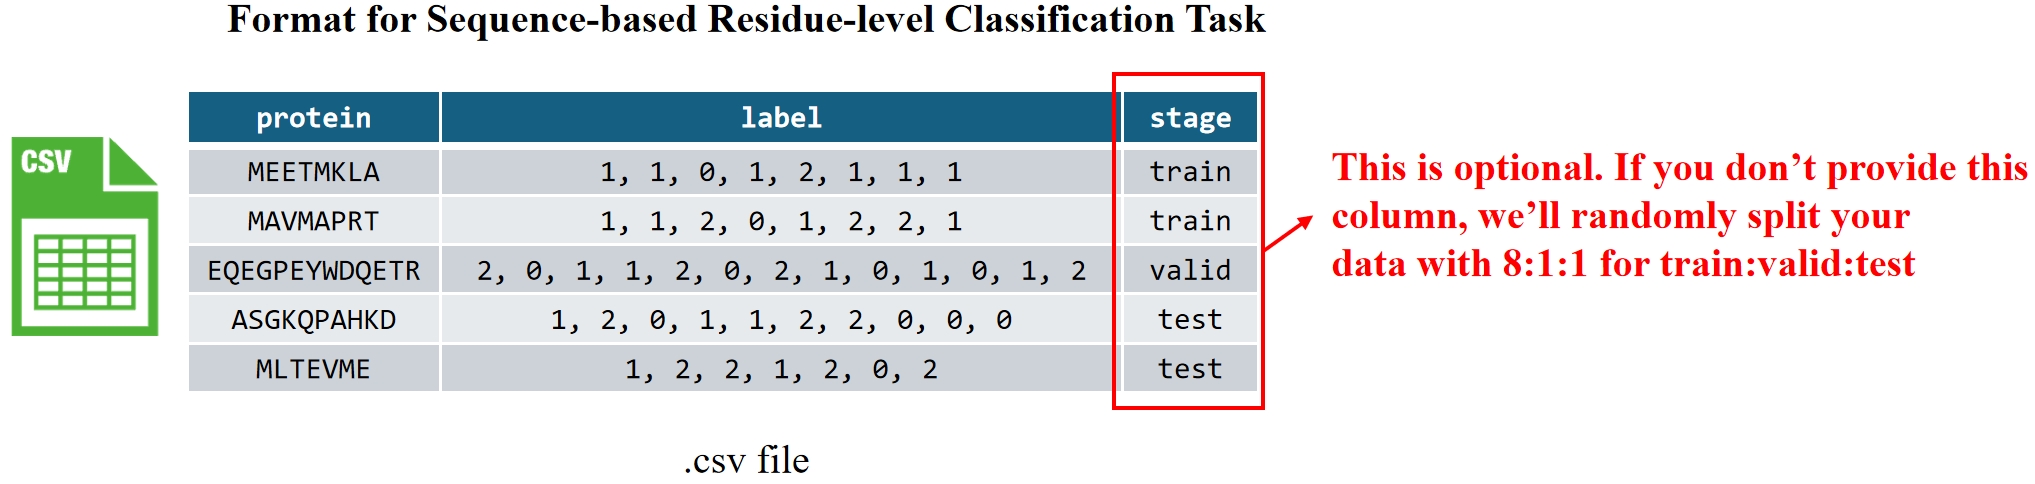 Format for Sequence-based Residue-level Classification Task
CSV
protein label stage
MEETMKLA 1, 1, 0, 1, 2, 1, 1, 1 train
MAVMAPRT 1, 1, 2, 0, 1, 2, 2, 1 train
EQEGPEYWDQETR 2, 0, 1, 1, 2, 0, 2, 1, 0, 1, 0, 1, 2 valid
ASGKQPAHKD 1, 2, 0, 1, 1, 2, 2, 0, 0, 0 test
MLTEVME 1, 2, 2, 1, 2, 0, 2 test
This is optional. If you don’t provide this
column, we’ll randomly split your
data with 8:1:1 for train:valid:test
.csv file